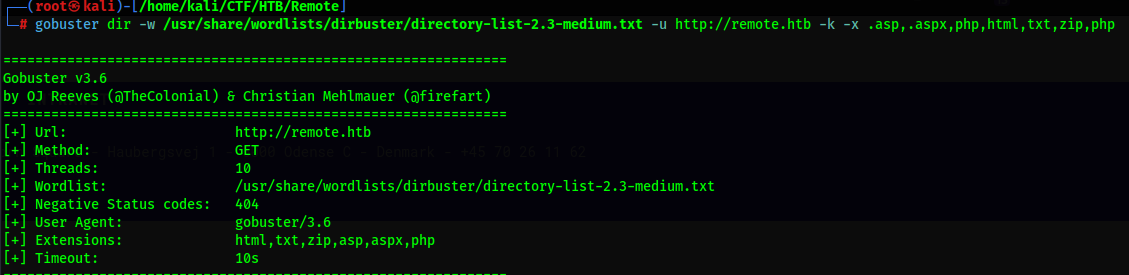 ┌──(root㉿kali)-[/home/kali/CTF/HTB/Remote]
└─# gobuster dir -w /usr/share/wordlists/dirbuster/directory-list-2.3-medium.txt -u http://remote.htb -k -x .asp,.aspx,php,html,txt,zip,php
===============================================================
Gobuster v3.6
by OJ Reeves (@TheColonial) & Christian Mehlmauer (@firefart)
===============================================================
[+] Url: http://remote.htb
[+] Method: GET
[+] Threads: 10
[+] Wordlist: /usr/share/wordlists/dirbuster/directory-list-2.3-medium.txt
[+] Negative Status codes: 404
[+] User Agent: gobuster/3.6
[+] Extensions: html,txt,zip,asp,aspx,php
[+] Timeout: 10s
===============================================================